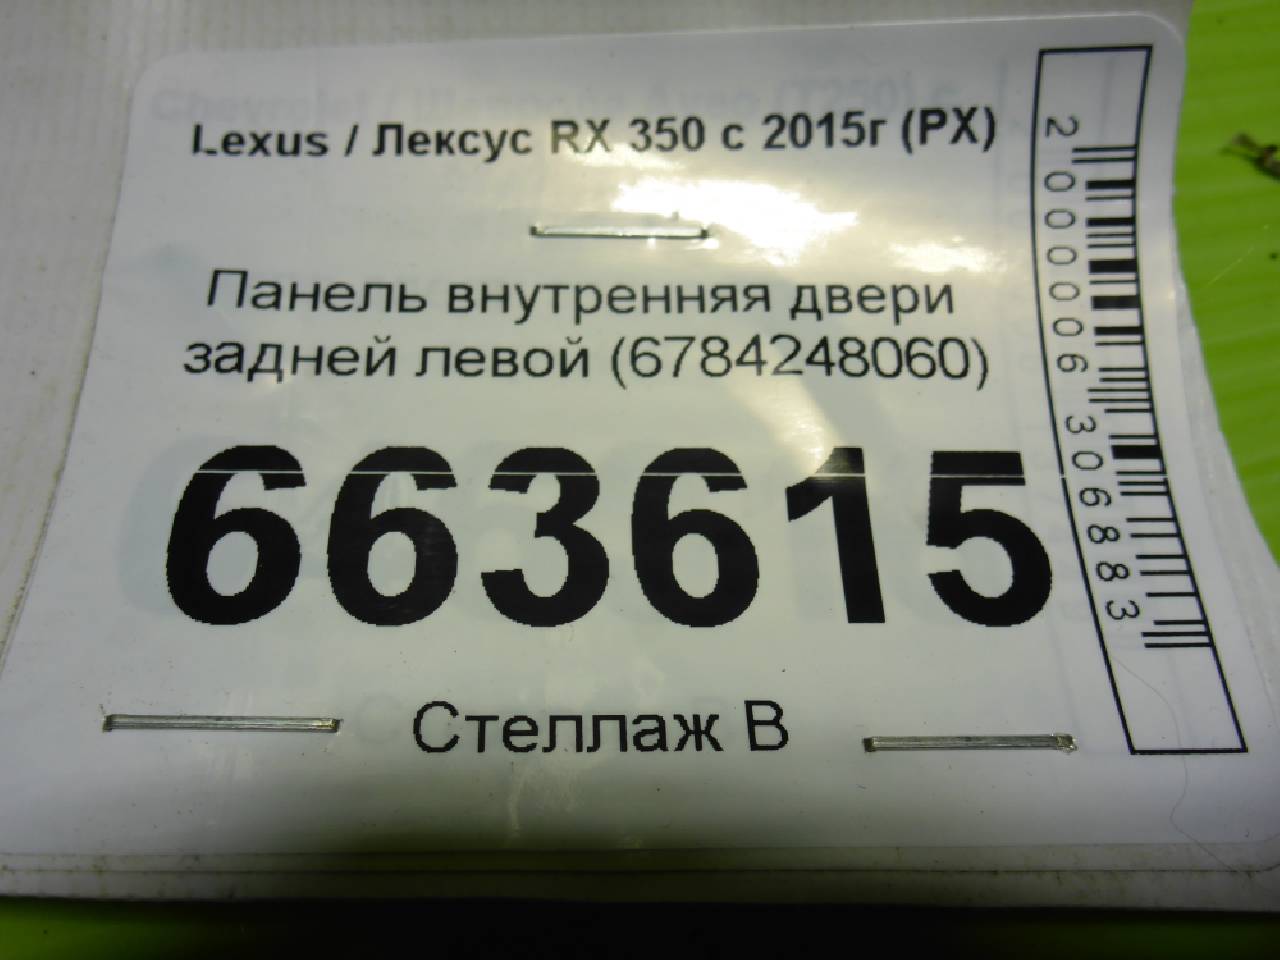 Lexus / Лексус RX 350 с 2015г (РХ)
Панель внутренняя двери
задней левой (6784248060)
663615
Стеллаж В
2000006306883